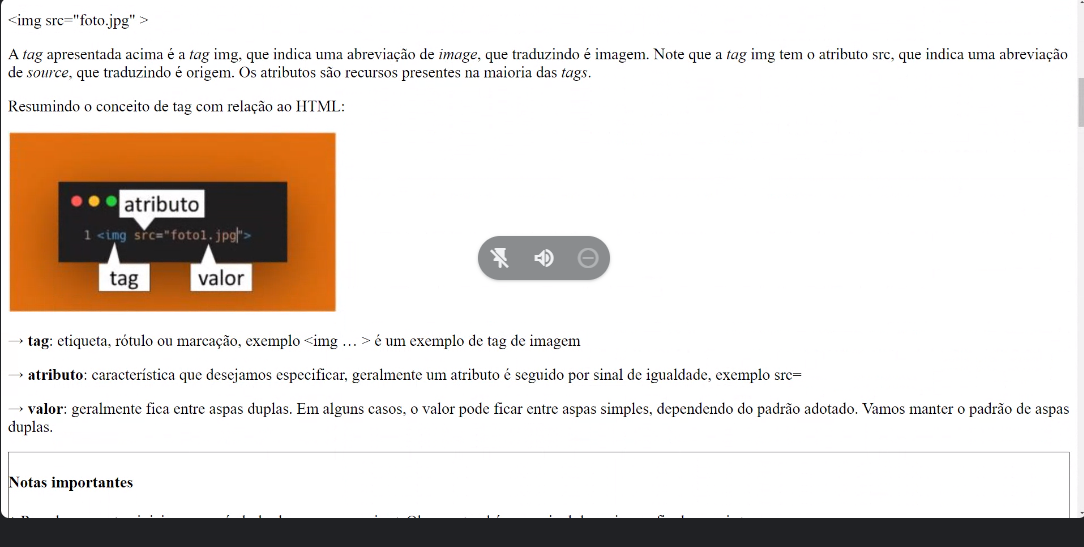 <img src="foto.jpg" >
A tag apresentada acima é a tag img, que indica uma abreviação de image, que traduzindo é imagem. Note que a tag img tem o atributo src, que indica uma abreviação
de source, que traduzindo é origem. Os atributos são recursos presentes na maioria das tags.
Resumindo o conceito de tag com relação ao HTML:
atributo
1 <img src="foto1.jpg">
tag valor
→ tag: etiqueta, rótulo ou marcação, exemplo <img … > é um exemplo de tag de imagem
→ atributo: característica que desejamos especificar, geralmente um atributo é seguido por sinal de igualdade, exemplo src=
→ valor: geralmente fica entre aspas duplas. Em alguns casos, o valor pode ficar entre aspas simples, dependendo do padrão adotado. Vamos manter o padrão de aspas
duplas.
Notas importantes